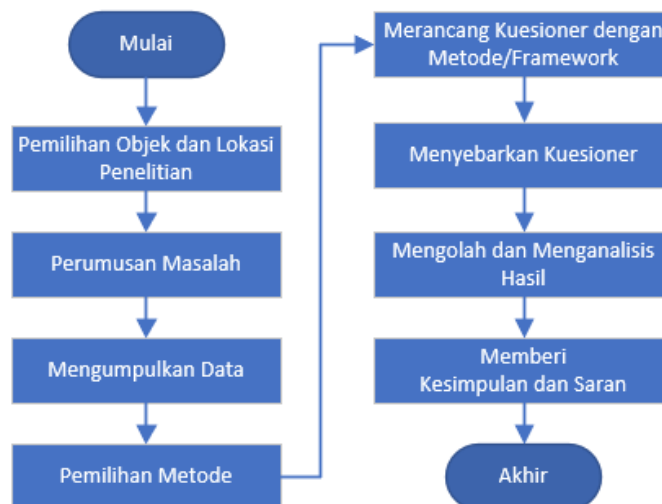 Mulai
Pemilihan Objek dan Lokasi
Penelitian
Perumusan Masalah
Mengumpulkan Data
Pemilihan Metode
Merancang Kuesioner dengan
Metode/Framework
Menyebarkan Kuesioner
Mengolah dan Menganalisis
Hasil
Memberi
Kesimpulan dan Saran
Akhir